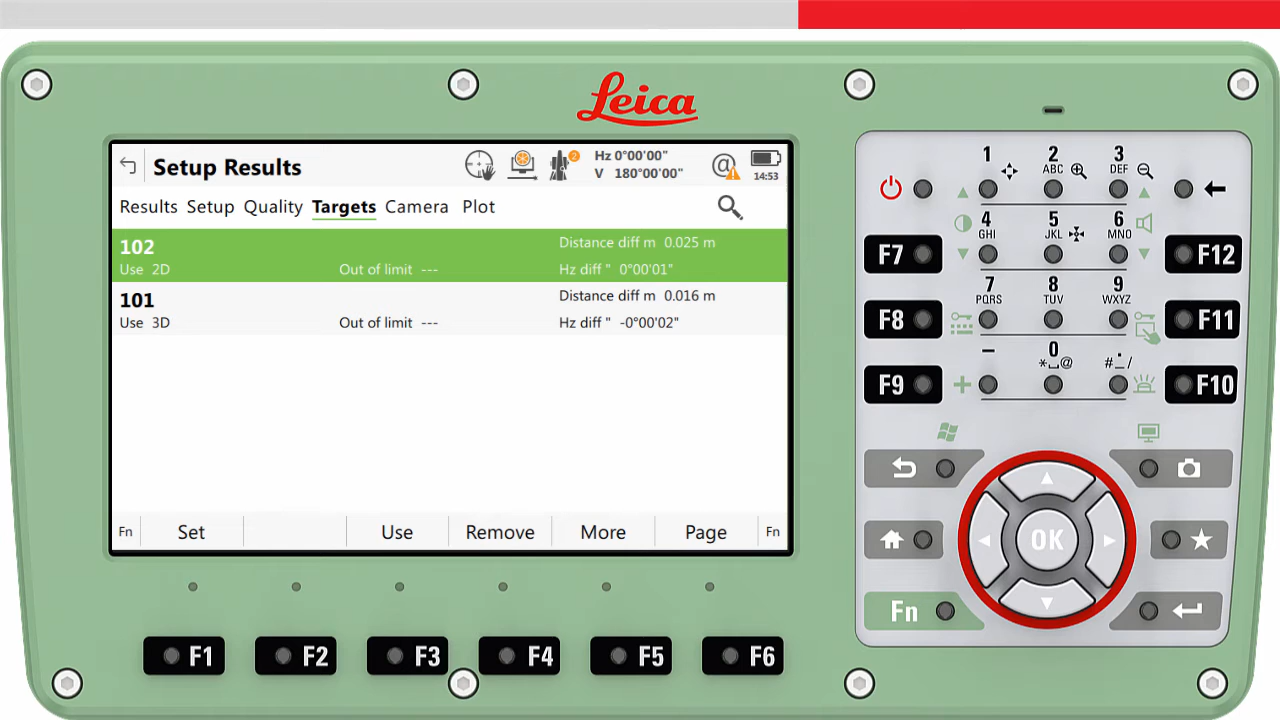 Leica
Setup Results
2
Hz 0°00'00"
V 180°00'00"
@
14:53
Results Setup Quality Targets Camera Plot
102
Distance diff m 0.025 m
Use 2D Out of limit --- Hz diff " 0°00'01"
101
Distance diff m 0.016 m
Use 3D Out of limit --- Hz diff " -0°00'02"
Fn Set Use Remove More Page Fn
F1 F2 F3 F4 F5 F6
1 2 3
ABC DEF
4 5 6
GHI JKL MNO
F7 F12
7 8 9
PQRS TUV WXYZ
F8 F11
– 0 .
*⎵@ #_/
F9 + F10
OK
Fn